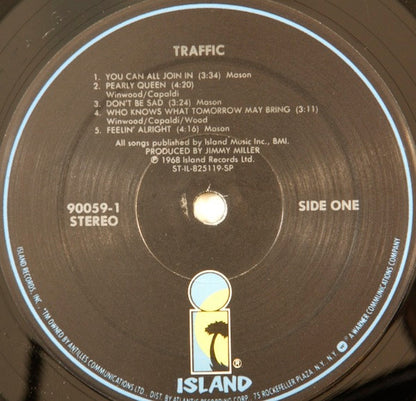 TRAFFIC
1. YOU CAN ALL JOIN IN (3:34) Mason
2. PEARLY QUEEN (4:20)
Winwood/Capaldi
3. DON'T BE SAD (3:24) Mason
4. WHO KNOWS WHAT TOMORROW MAY BRING (3:11)
Winwood/Capaldi/Wood
5. FEELIN' ALRIGHT (4:16) Mason
All songs published by Island Music Inc., BMI.
PRODUCED BY JIMMY MILLER
℗ 1968 Island Records Ltd.
ST-IL-825119-SP
90059-1
STEREO
SIDE ONE
i
®
ISLAND
ISLAND RECORDS, INC. *TM OWNED BY ANTILLES COMMUNICATIONS LTD. DIST. BY ATLANTIC RECORDING CORP. 75 ROCKEFELLER PLAZA, N.Y., N.Y. A WARNER COMMUNICATIONS COMPANY